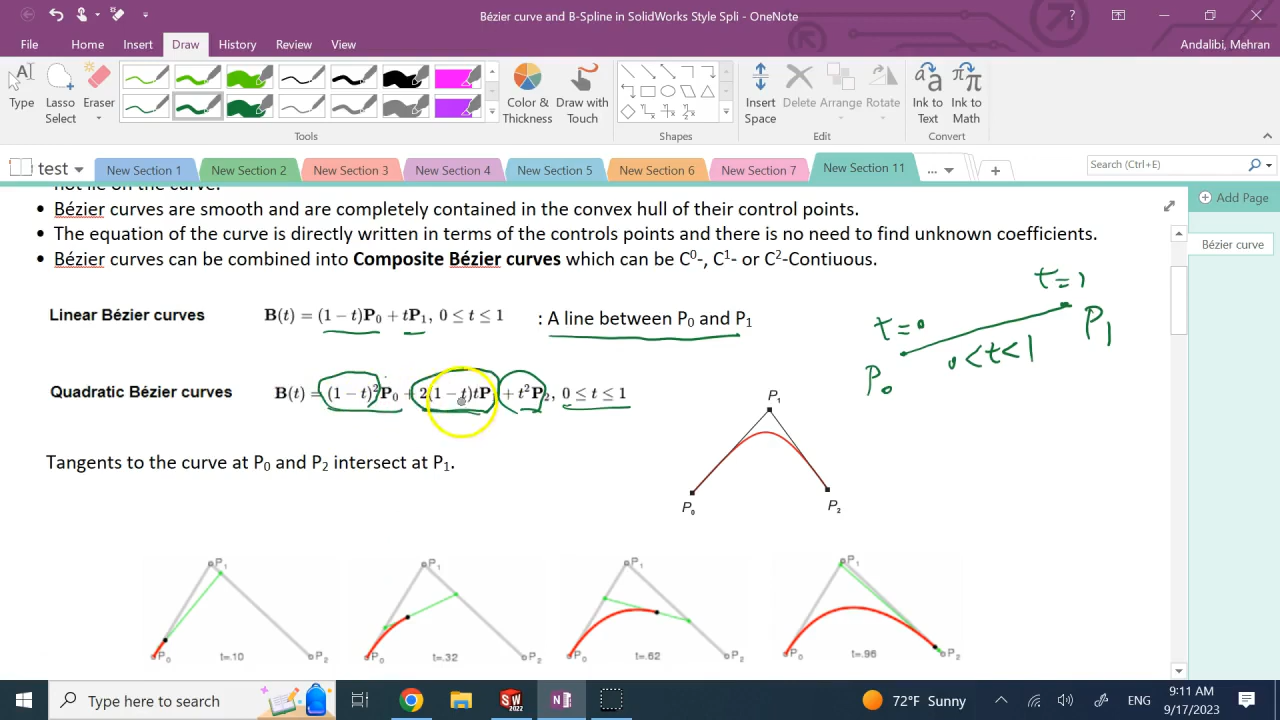 Bézier curve and B-Spline in SolidWorks Style Spli - OneNote
File Home Insert Draw History Review View
Andalibi, Mehran
Type
Lasso Select
Eraser
Color & Thickness
Draw with Touch
Insert Space
Delete
Arrange
Rotate
Ink to Text
Ink to Math
Tools
Shapes
Edit
Convert
test New Section 1 New Section 2 New Section 3 New Section 4 New Section 5 New Section 6 New Section 7 New Section 11 ...
Search (Ctrl+E)
Add Page
Bézier curve
not lie on the curve.
• Bézier curves are smooth and are completely contained in the convex hull of their control points.
• The equation of the curve is directly written in terms of the controls points and there is no need to find unknown coefficients.
• Bézier curves can be combined into Composite Bézier curves which can be C⁰-, C¹- or C²-Contiuous.
t=1
t=0
P₁
0<t<1
P₀
Linear Bézier curves B(t) = (1 − t)P₀ + tP₁, 0 ≤ t ≤ 1 : A line between P₀ and P₁
Quadratic Bézier curves B(t) = (1 − t)²P₀ + 2(1 − t)tP + t²P₂, 0 ≤ t ≤ 1
Tangents to the curve at P₀ and P₂ intersect at P₁.
P₁
P₀
P₂
P₁ P₀ t=.10 P₂
P₁ P₀ t=.32 P₂
P₁ P₀ t=.62 P₂
P₁ P₀ t=.96 P₂
Type here to search
SW 2022
72°F Sunny
ENG
9:11 AM
9/17/2023